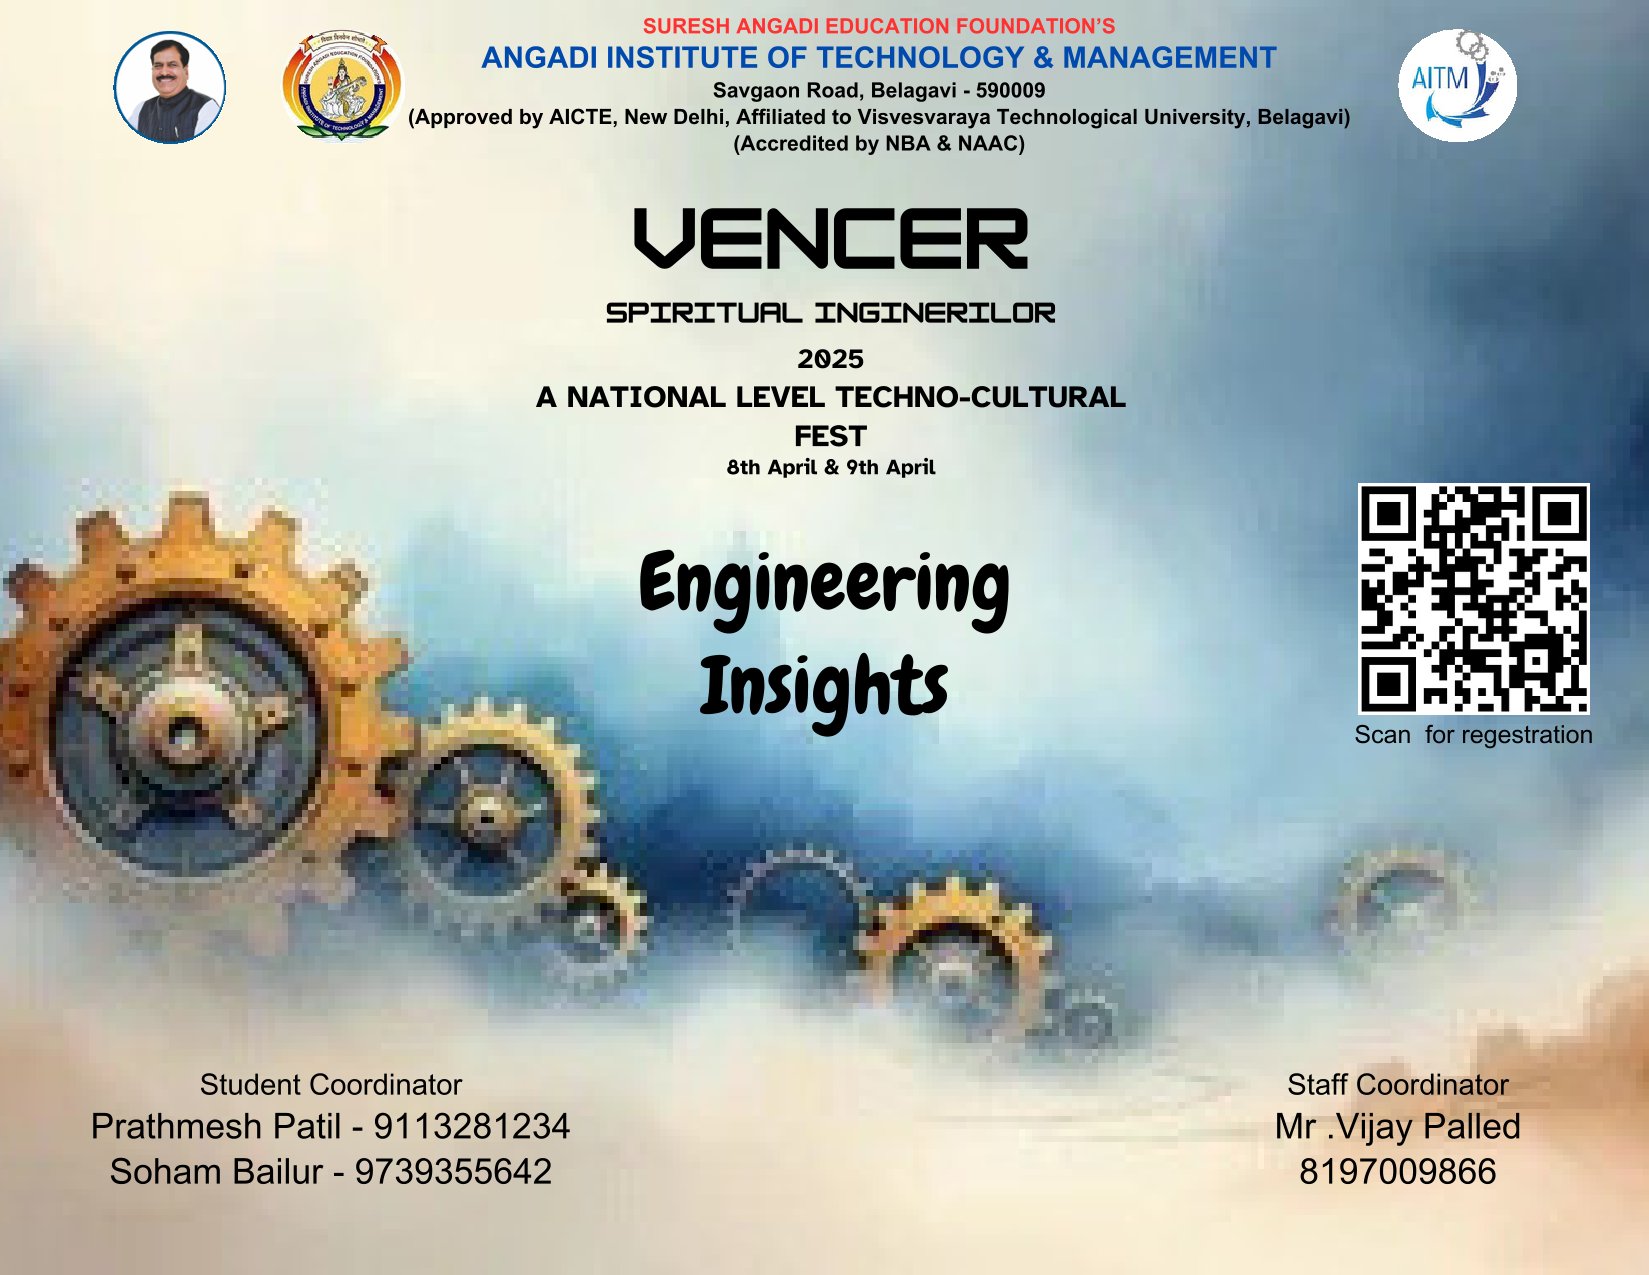 SURESH ANGADI EDUCATION FOUNDATION'S
ANGADI INSTITUTE OF TECHNOLOGY & MANAGEMENT
Savgaon Road, Belagavi - 590009
(Approved by AICTE, New Delhi, Affiliated to Visvesvaraya Technological University, Belagavi)
(Accredited by NBA & NAAC)
AITM
VENCER
SPIRITUAL INGINERILOR
2025
A NATIONAL LEVEL TECHNO-CULTURAL
FEST
8th April & 9th April
Engineering
Insights
Scan for regestration
Student Coordinator
Prathmesh Patil - 9113281234
Soham Bailur - 9739355642
Staff Coordinator
Mr .Vijay Palled
8197009866